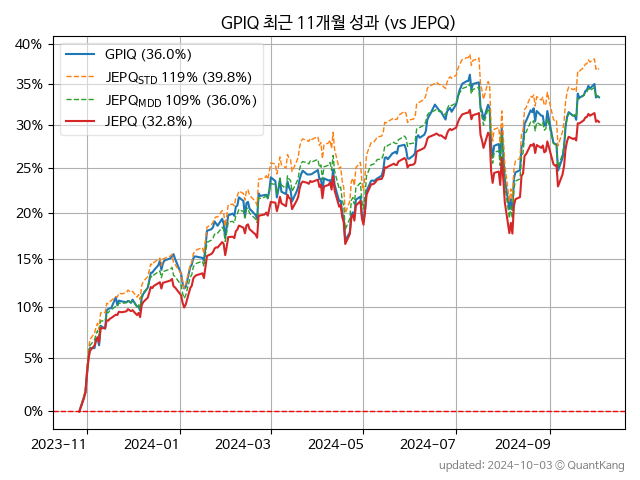 GPIQ 최근 11개월 성과 (vs JEPQ)
GPIQ (36.0%)
JEPQSTD 119% (39.8%)
JEPQMDD 109% (36.0%)
JEPQ (32.8%)
40%
35%
30%
25%
20%
15%
10%
5%
0%
2023-11
2024-01
2024-03
2024-05
2024-07
2024-09
updated: 2024-10-03 © QuantKang